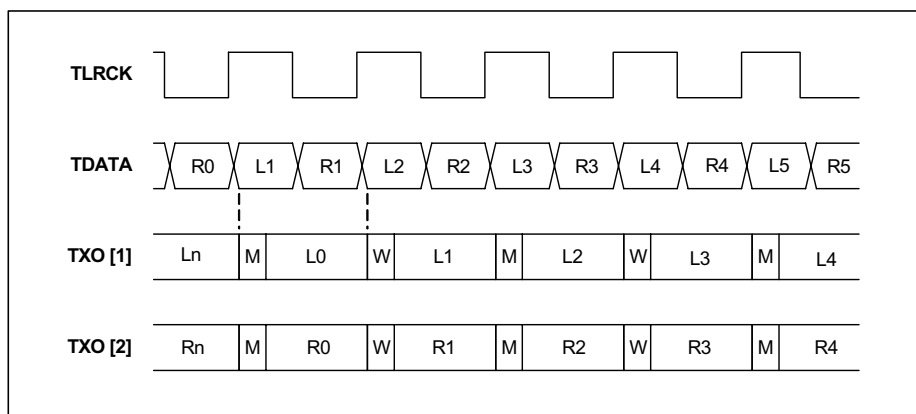 TLRCK
TDATA R0 L1 R1 L2 R2 L3 R3 L4 R4 L5 R5
TXO [1] Ln M L0 W L1 M L2 W L3 M L4
TXO [2] Rn M R0 W R1 M R2 W R3 M R4